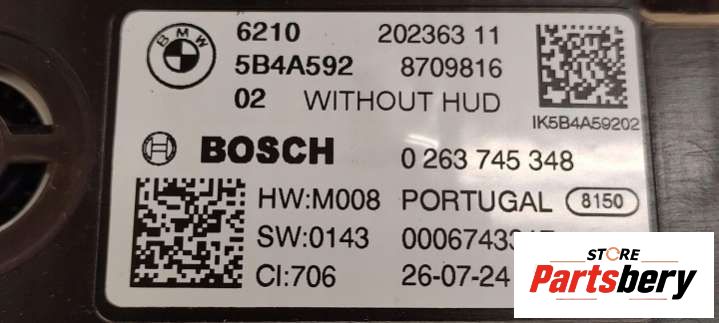 BMW
6210 202363 11
5B4A592 8709816
02 WITHOUT HUD
IK5B4A59202
BOSCH 0 263 745 348
HW:M008 PORTUGAL 8150
SW:0143
CI:706 26-07-24
STORE
Partsbery